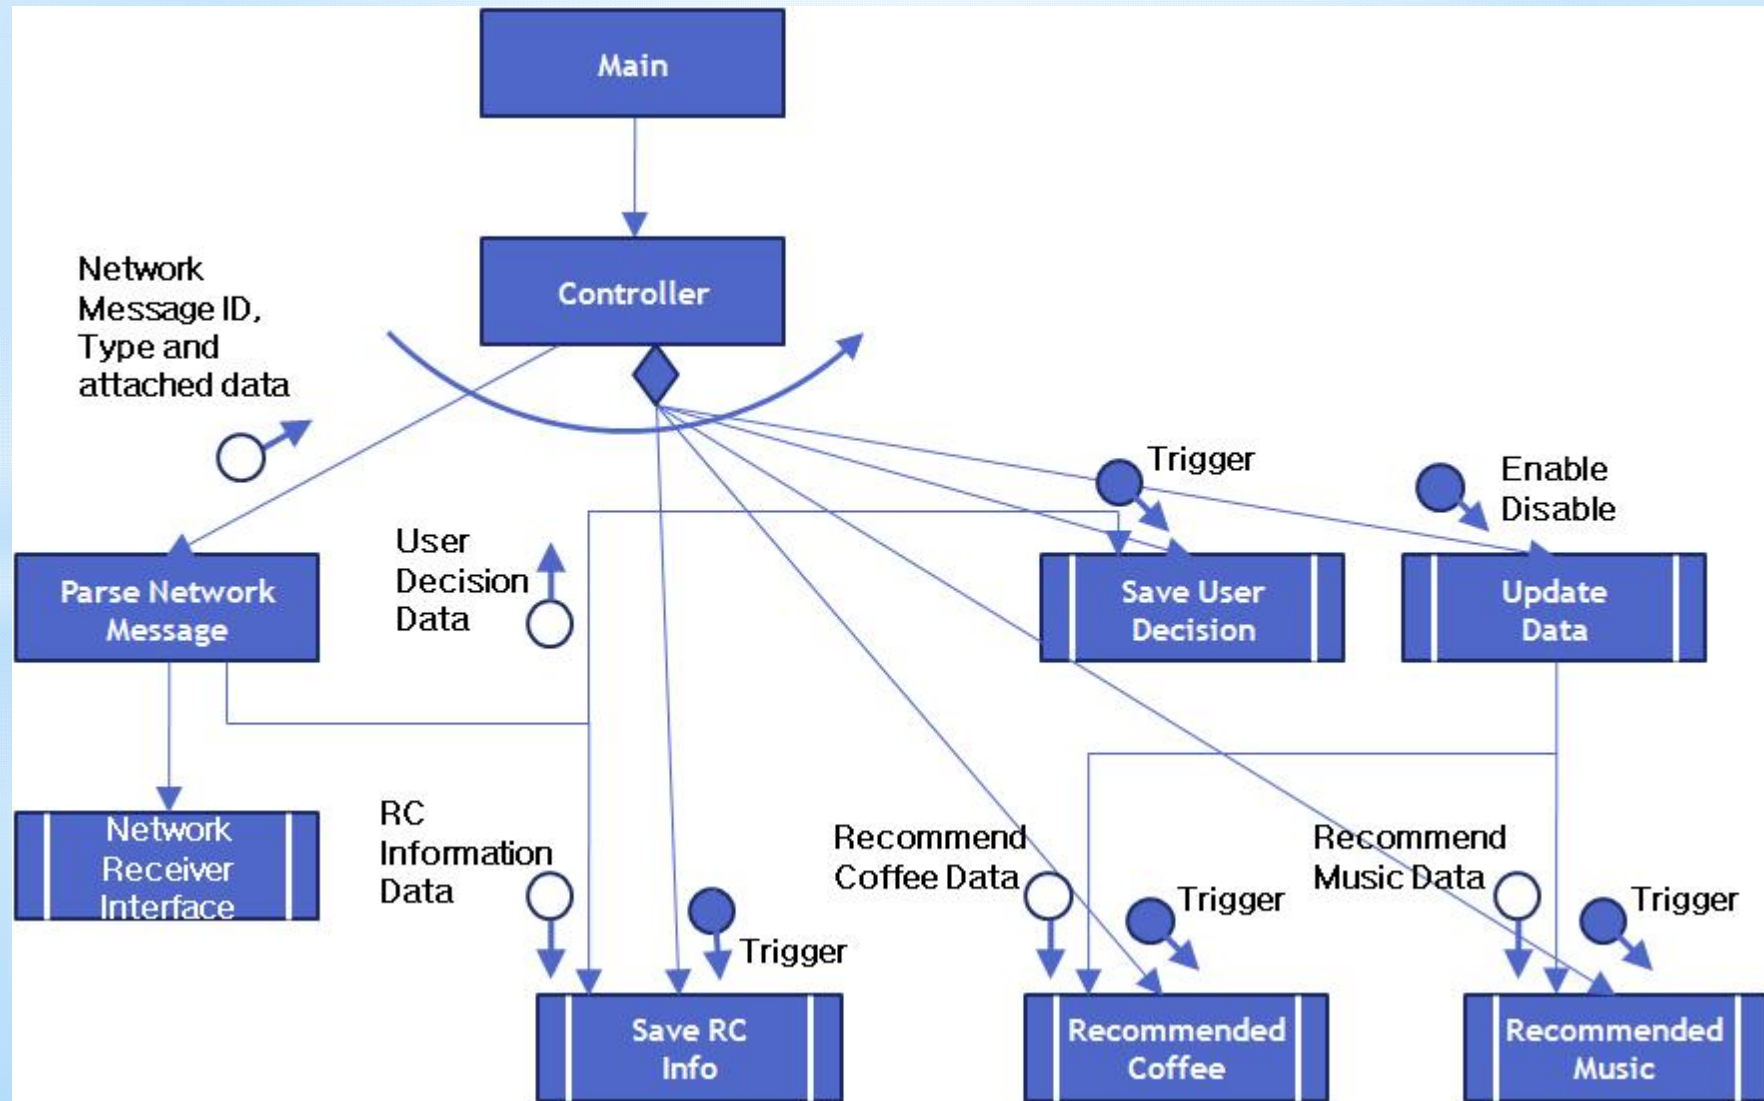 Main
Controller
Network
Message ID,
Type and
attached data
Trigger
Enable
Disable
User
Decision
Data
Parse Network
Message
Save User
Decision
Update
Data
Network
Receiver
Interface
RC
Information
Data
Trigger
Recommend
Coffee Data
Trigger
Recommend
Music Data
Trigger
Save RC
Info
Recommended
Coffee
Recommended
Music